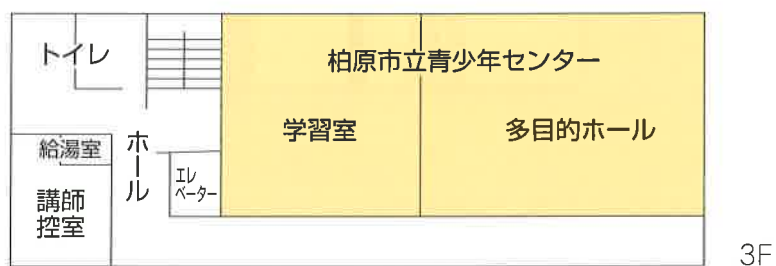 トイレ
柏原市立青少年センター
学習室
多目的ホール
給湯室
ホール
エレ
ベーター
講師
控室
3F